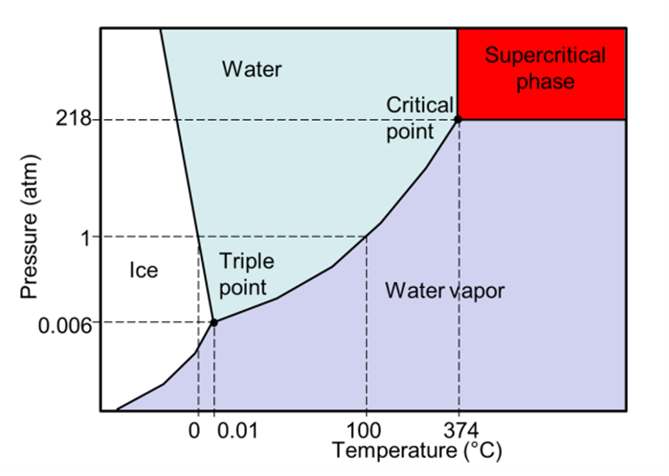 Supercritical
phase
Water
Critical
point
218
Pressure (atm)
1
Ice
Triple
point
Water vapor
0.006
0 0.01 100 374
Temperature (°C)